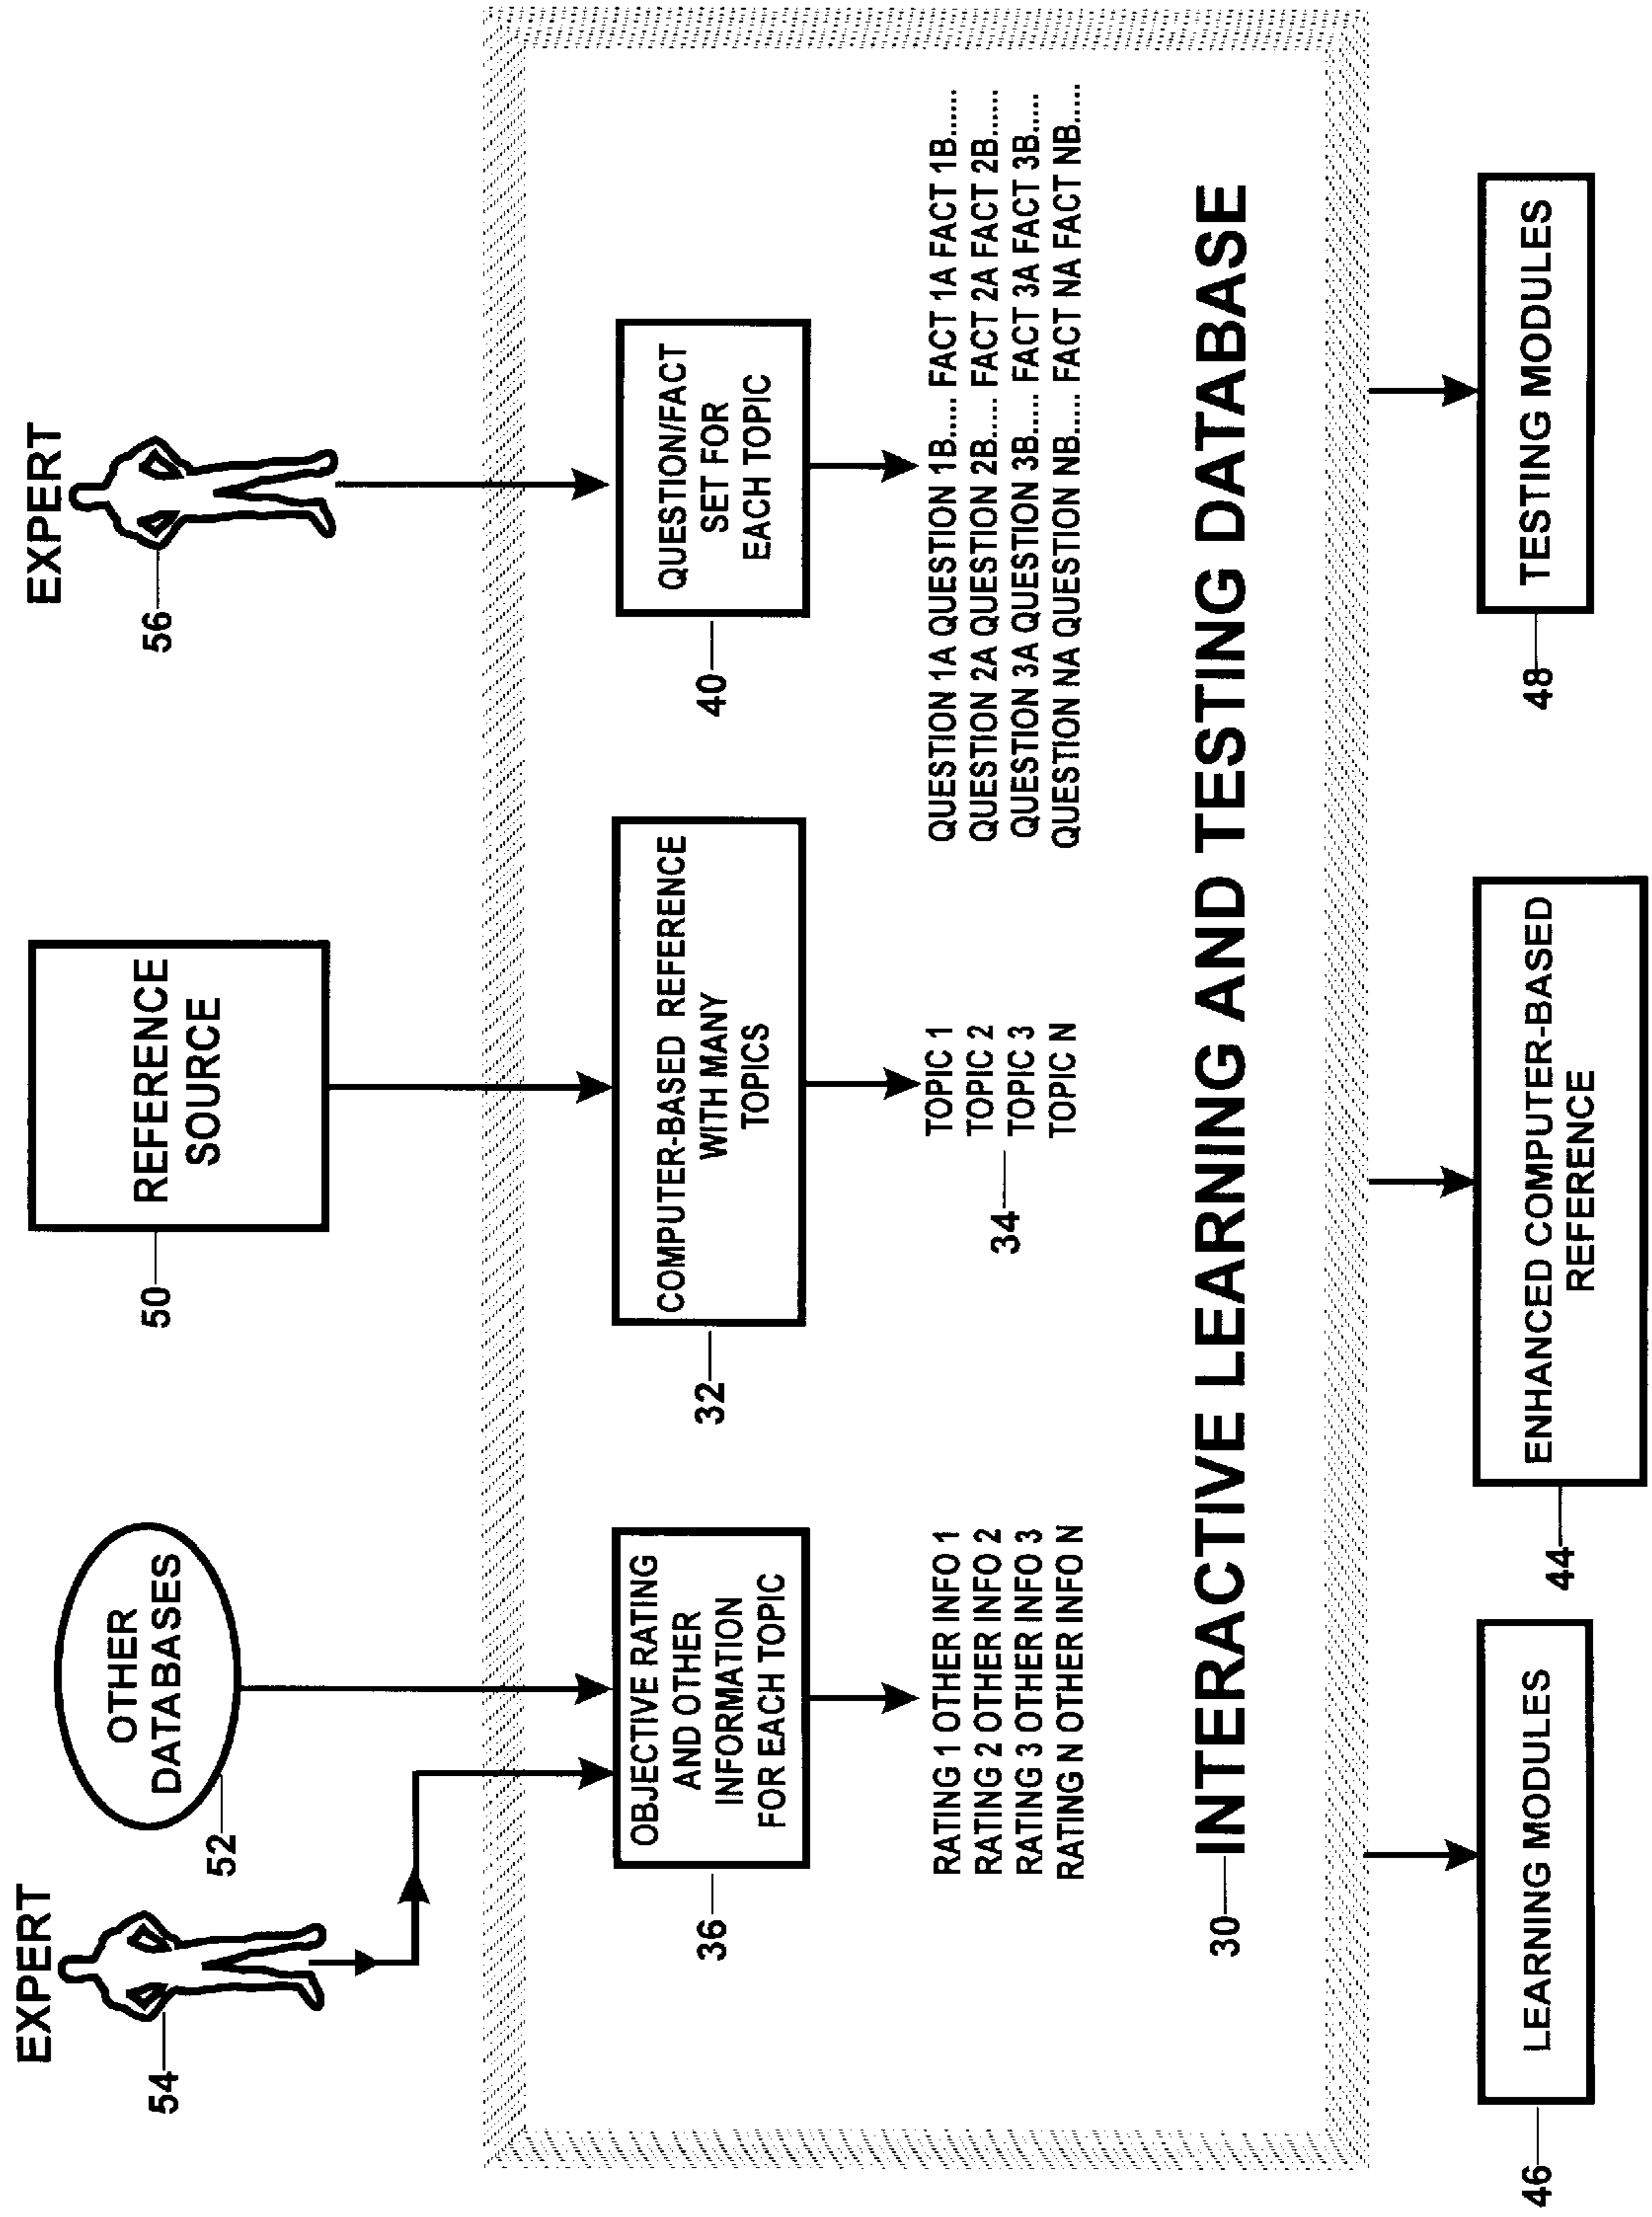 EXPERT
54
OTHER
DATABASES
52
REFERENCE
SOURCE
50
EXPERT
56
OBJECTIVE RATING
AND OTHER
INFORMATION
FOR EACH TOPIC
36
COMPUTER-BASED REFERENCE
WITH MANY
TOPICS
32
QUESTION/FACT
SET FOR
EACH TOPIC
40
RATING 1 OTHER INFO 1
RATING 2 OTHER INFO 2
RATING 3 OTHER INFO 3
RATING N OTHER INFO N
TOPIC 1
TOPIC 2
TOPIC 3
TOPIC N
34
QUESTION 1A QUESTION 1B..... FACT 1A FACT 1B......
QUESTION 2A QUESTION 2B..... FACT 2A FACT 2B......
QUESTION 3A QUESTION 3B..... FACT 3A FACT 3B.....
QUESTION NA QUESTION NB..... FACT NA FACT NB.....
30
INTERACTIVE LEARNING AND TESTING DATABASE
LEARNING MODULES
46
ENHANCED COMPUTER-BASED
REFERENCE
44
TESTING MODULES
48